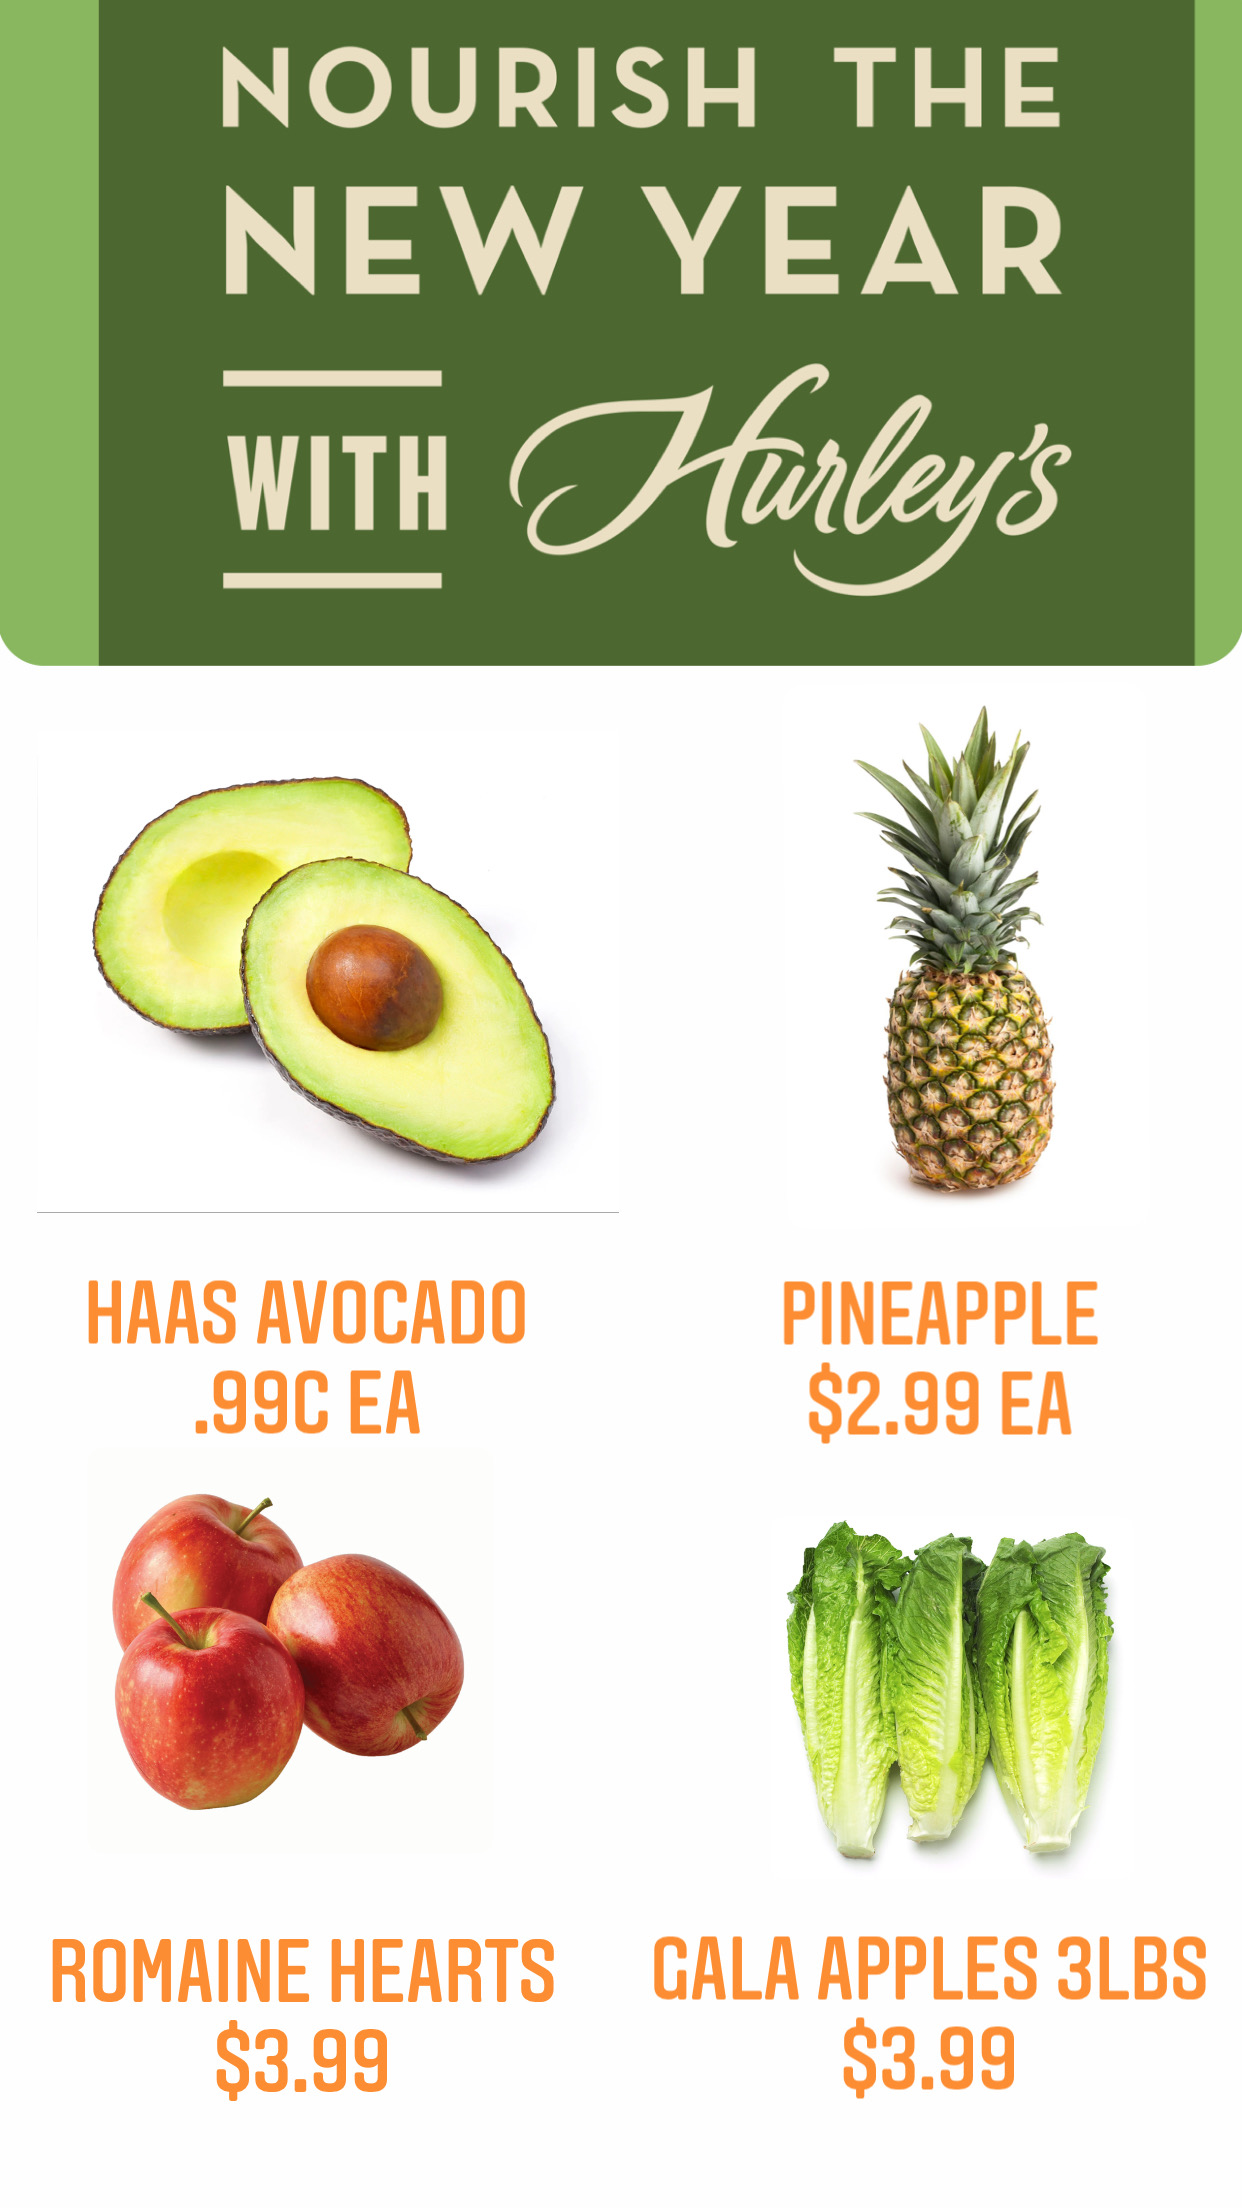 NOURISH THE
NEW YEAR
WITH Hurley's
HAAS AVOCADO
.99C EA
PINEAPPLE
$2.99 EA
ROMAINE HEARTS
$3.99
GALA APPLES 3LBS
$3.99